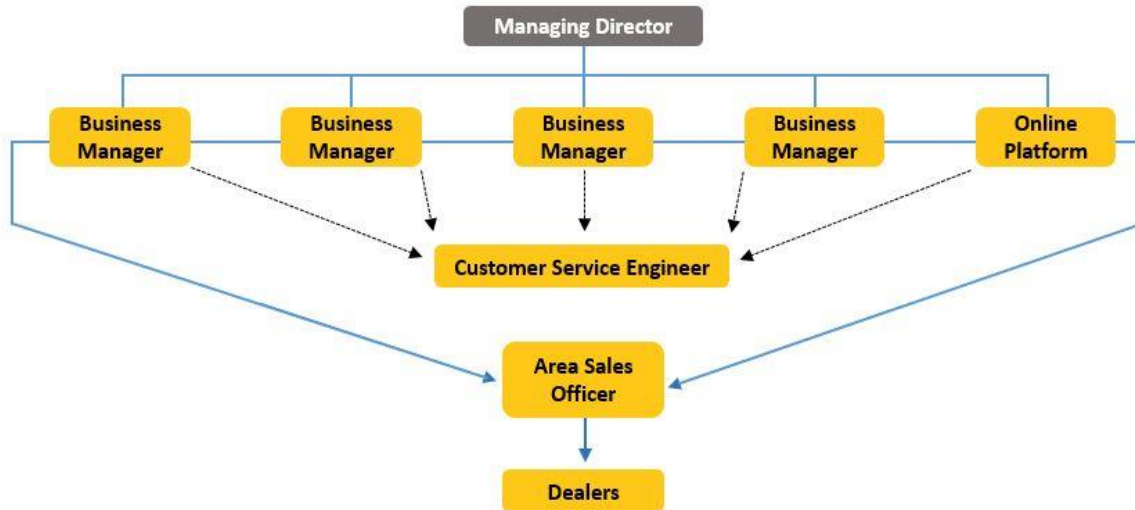 Managing Director
Business
Manager
Business
Manager
Business
Manager
Business
Manager
Online
Platform
Customer Service Engineer
Area Sales
Officer
Dealers